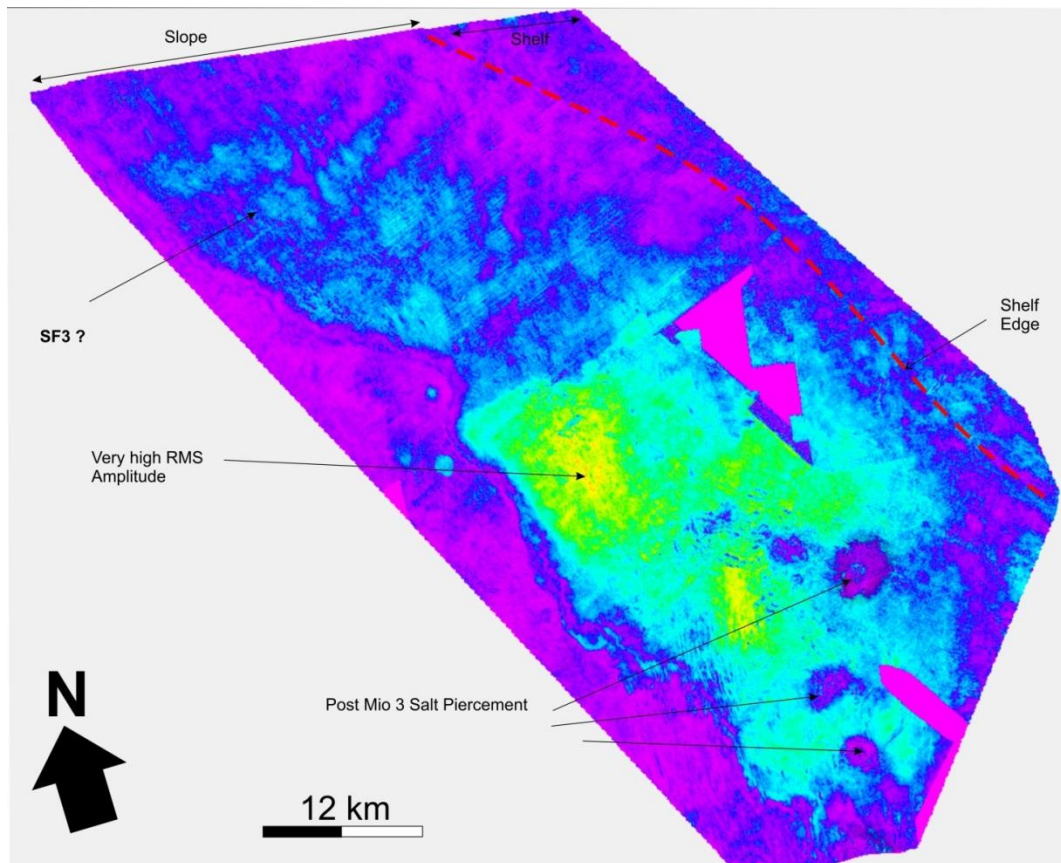 Slope
Shelf
Shelf
Edge
SF3 ?
Very high RMS
Amplitude
Post Mio 3 Salt Piercement
N
12 km